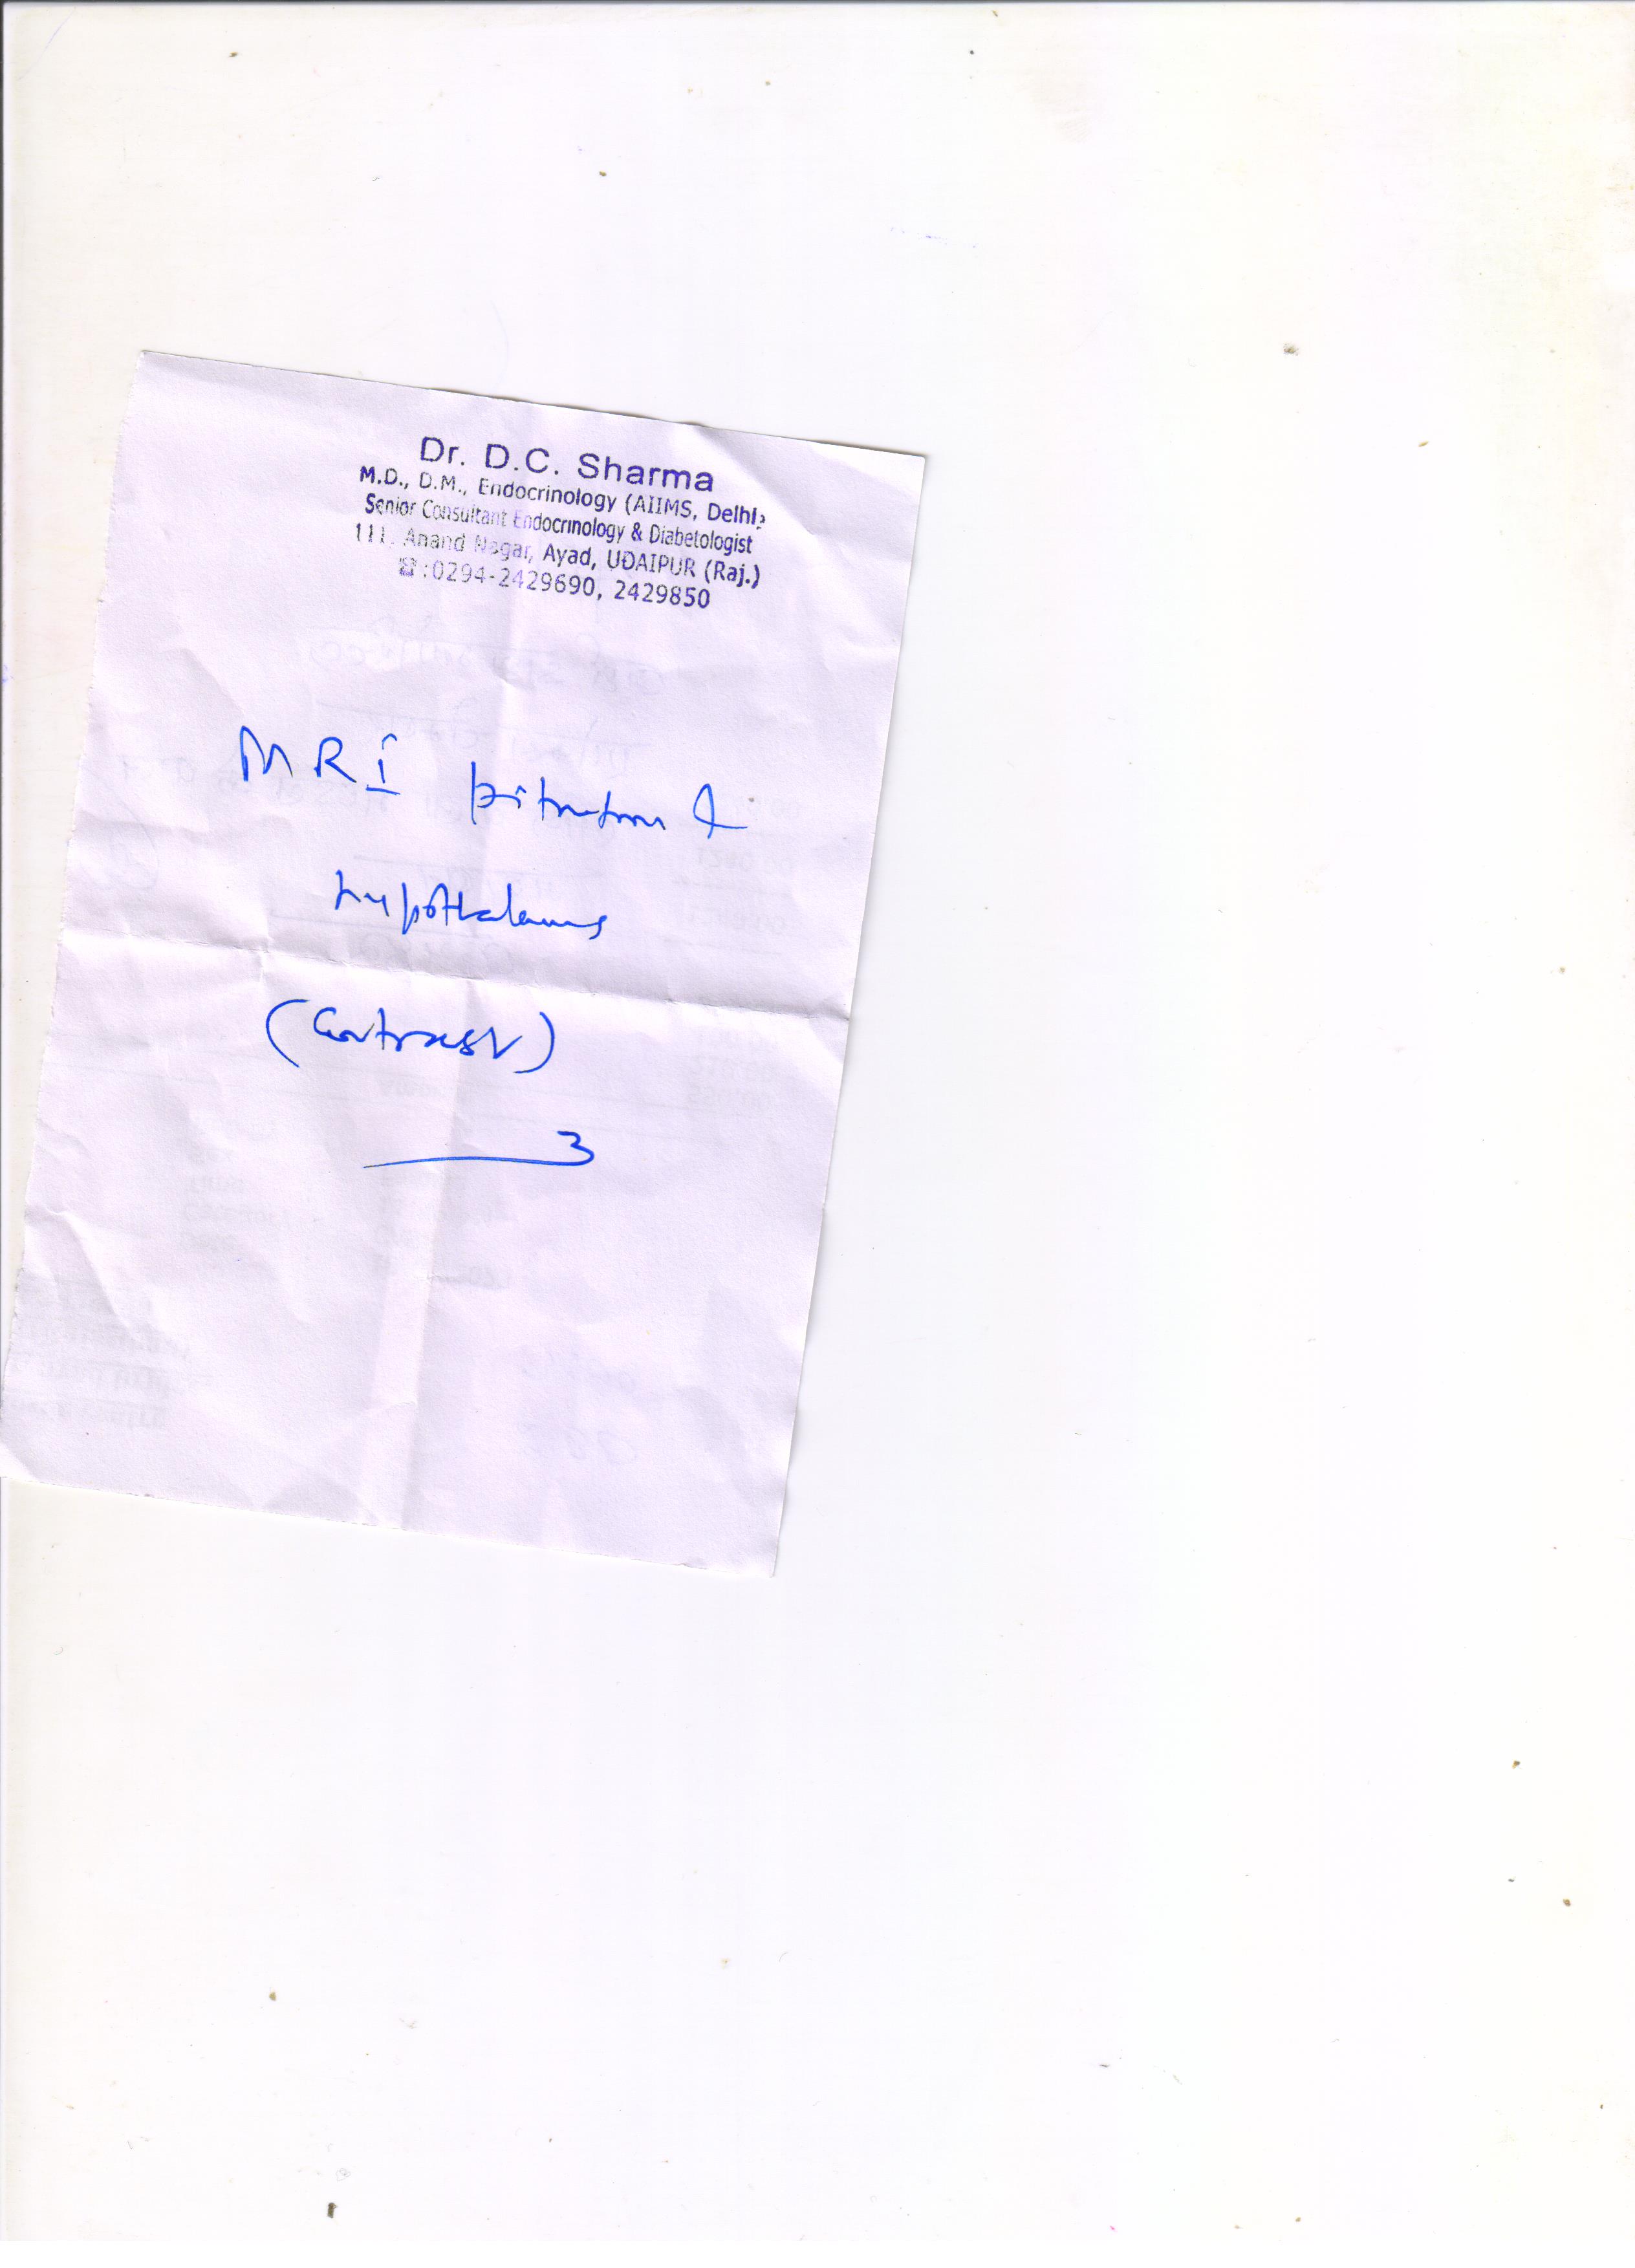 Dr. D.C. Sharma
M.D., D.M., Endocrinology (AIIMS, Delhi)
Senior Consultant Endocrinology & Diabetologist
111, Anand Nagar, Ayad, UDAIPUR (Raj.)
☎:0294-2429690, 2429850
MRI pituitary &
hypothalamus
(Contrast)